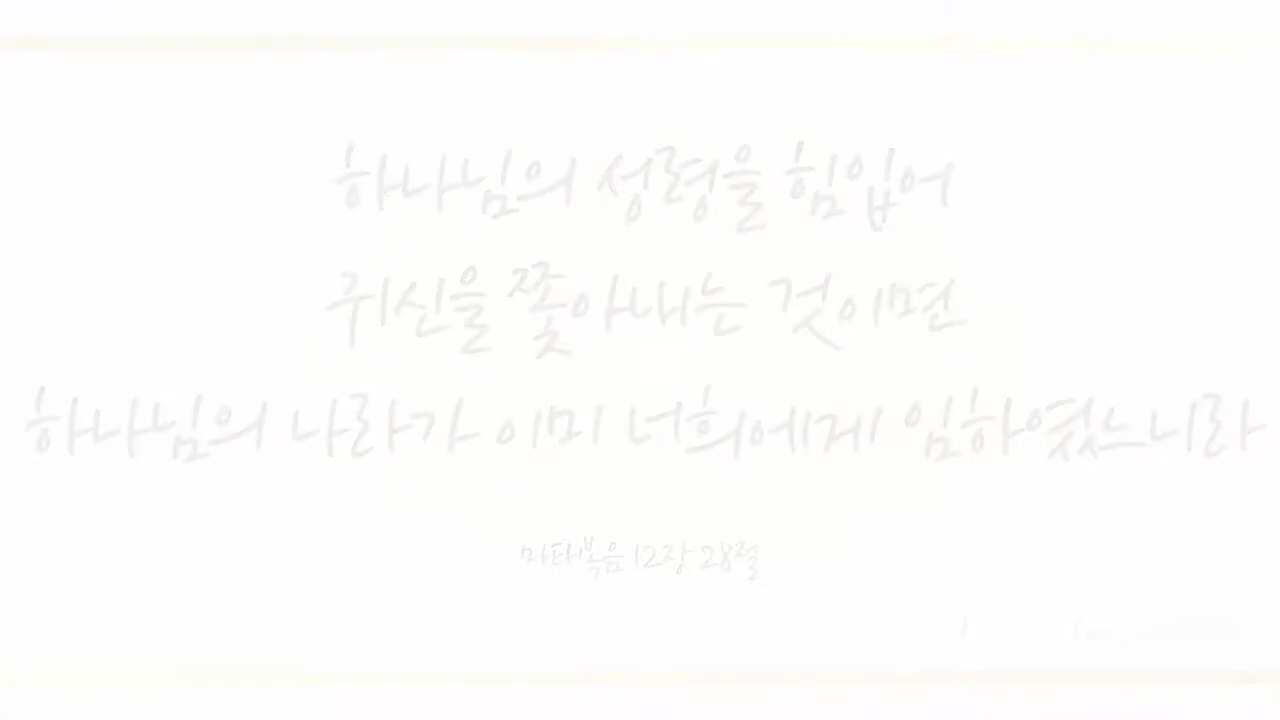 하나님의 성령을 힘입어
귀신을 쫓아내는 것이면
하나님의 나라가 이미 너희에게 임하였느니라
마태복음 12장 28절